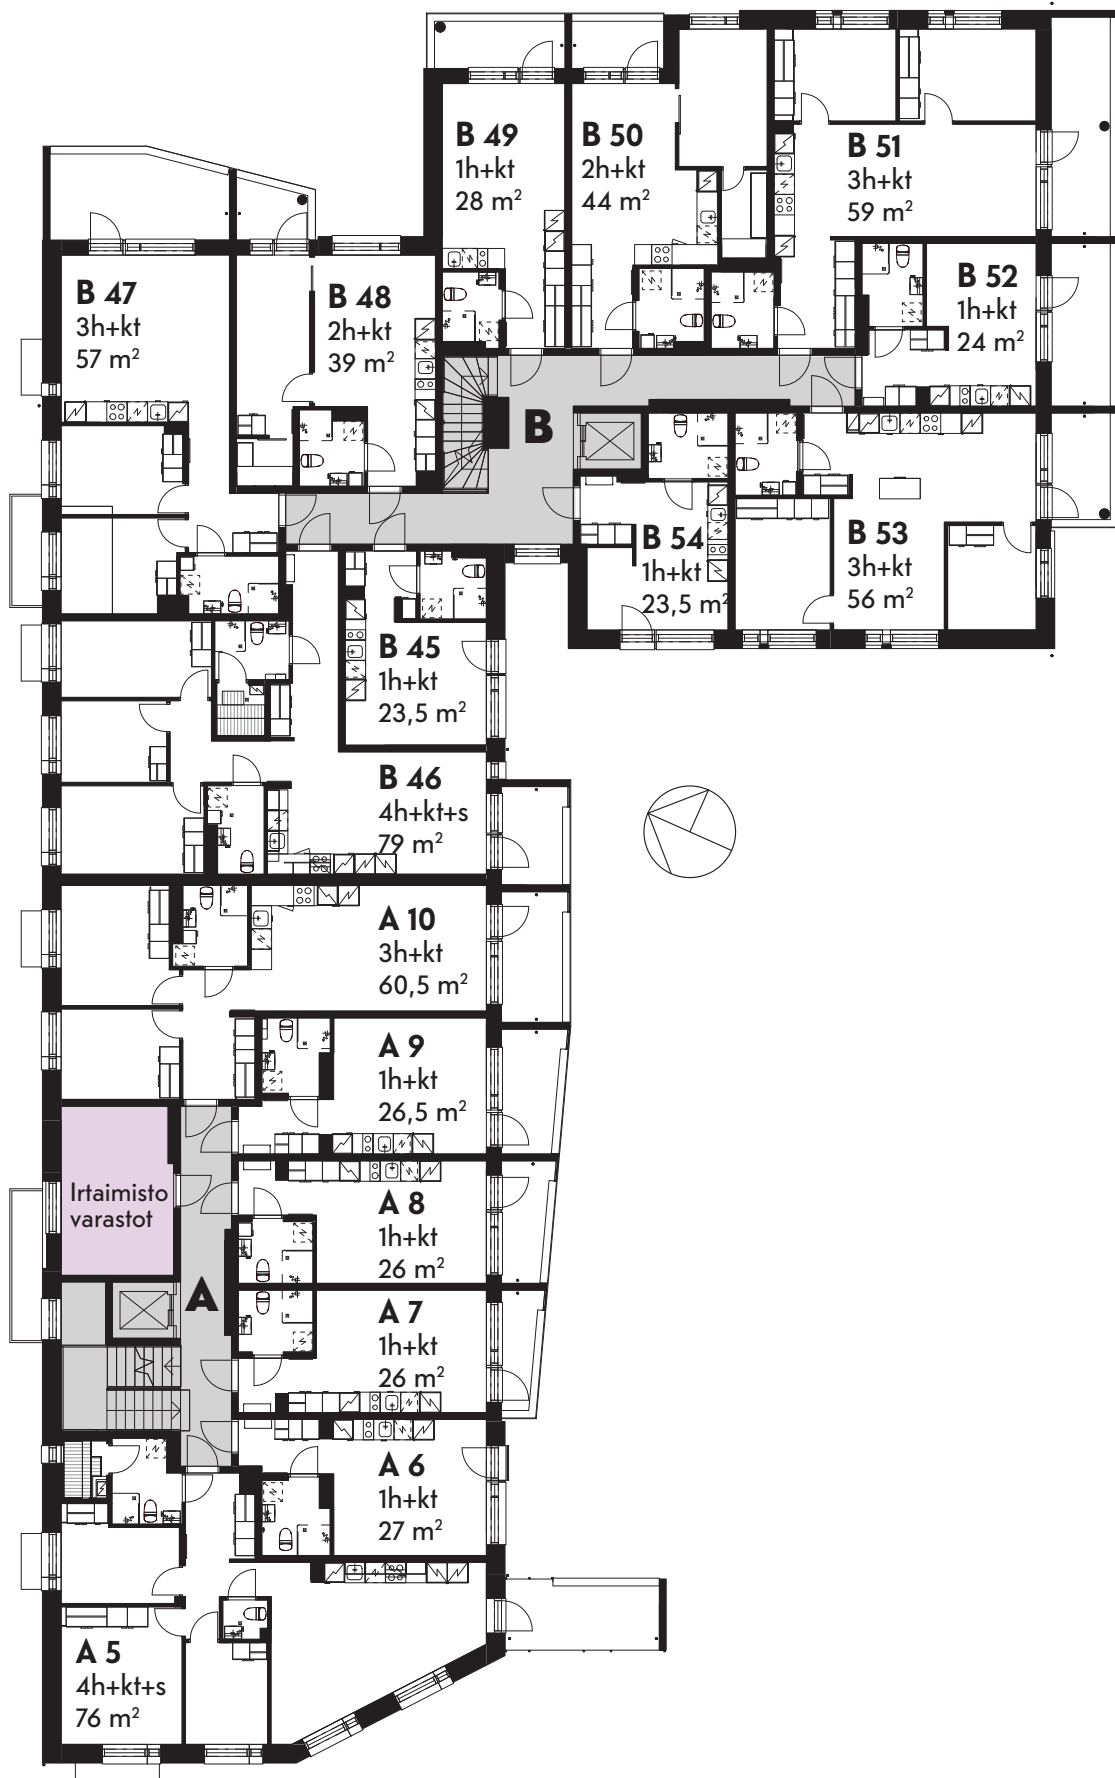 B 49
1h+kt
28 m²
B 50
2h+kt
44 m²
B 51
3h+kt
59 m²
B 47
3h+kt
57 m²
B 48
2h+kt
39 m²
B 52
1h+kt
24 m²
B
B 54
1h+kt
23,5 m²
B 53
3h+kt
56 m²
B 45
1h+kt
23,5 m²
B 46
4h+kt+s
79 m²
A 10
3h+kt
60,5 m²
A 9
1h+kt
26,5 m²
Irtaimisto
varastot
A 8
1h+kt
26 m²
A
A 7
1h+kt
26 m²
A 6
1h+kt
27 m²
A 5
4h+kt+s
76 m²